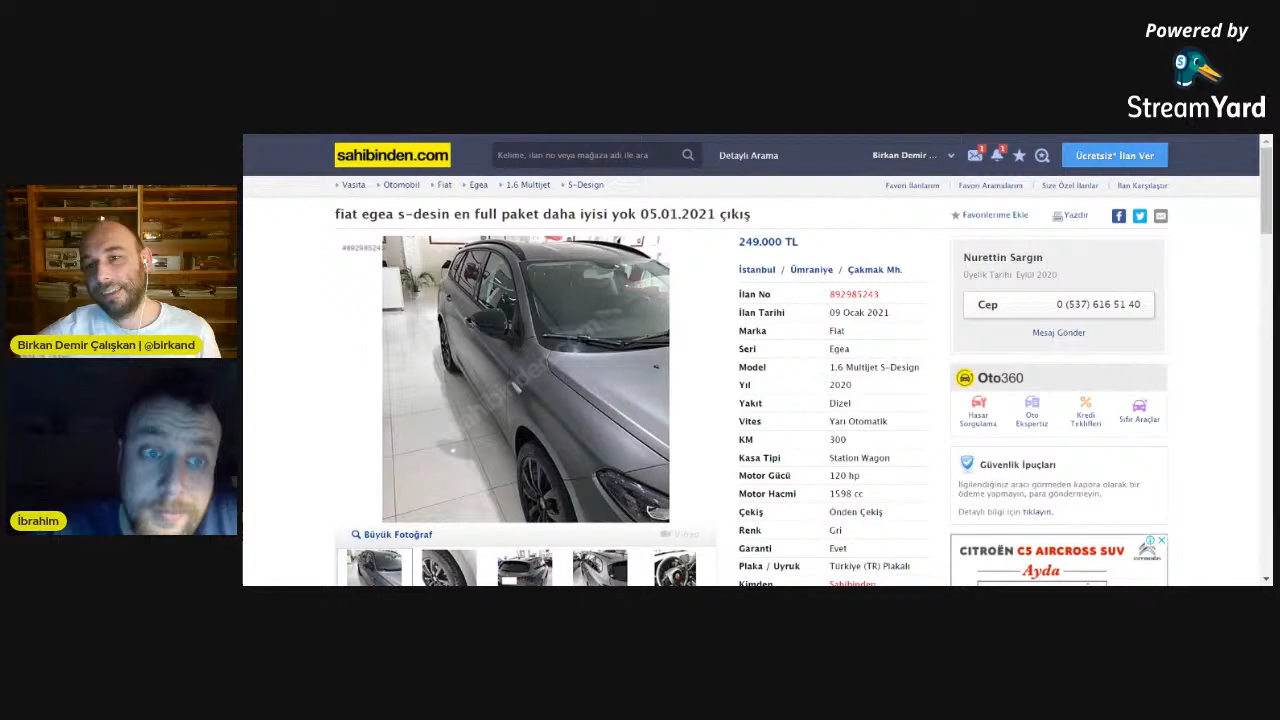 Powered by
StreamYard
sahibinden.com
Kelime, ilan no veya mağaza adı ile ara
Detaylı Arama
Birkan Demir ...
1
1
Ücretsiz* İlan Ver
Vasıta
Otomobil
Fiat
Egea
1.6 Multijet
S-Design
Favori İlanlarım
Favori Aramalarım
Size Özel İlanlar
İlan Karşılaştır
fiat egea s-desin en full paket daha iyisi yok 05.01.2021 çıkış
Favorilerime Ekle
Yazdır
#892985243
249.000 TL
İstanbul / Ümraniye / Çakmak Mh.
İlan No 892985243
İlan Tarihi 09 Ocak 2021
Marka Fiat
Seri Egea
Model 1.6 Multijet S-Design
Yıl 2020
Yakıt Dizel
Vites Yarı Otomatik
KM 300
Kasa Tipi Station Wagon
Motor Gücü 120 hp
Motor Hacmi 1598 cc
Çekiş Önden Çekiş
Renk Gri
Garanti Evet
Plaka / Uyruk Türkiye (TR) Plakalı
Kimden Sahibinden
Büyük Fotoğraf
Video
Nurettin Sargın
Üyelik Tarihi Eylül 2020
Cep 0 (537) 616 51 40
Mesaj Gönder
Oto360
Hasar Sorgulama
Oto Ekspertiz
Kredi Teklifleri
Sıfır Araçlar
Güvenlik İpuçları
İlgilendiğiniz aracı görmeden kapora olarak bir
ödeme yapmayın, para göndermeyin.
Detaylı bilgi için tıklayın.
CITROËN C5 AIRCROSS SUV
Ayda
Birkan Demir Çalışkan | @birkand
İbrahim